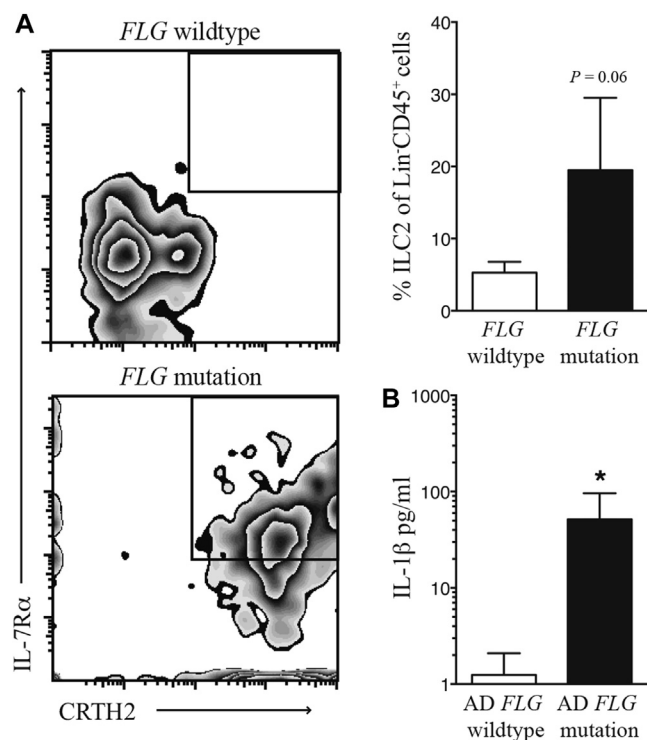 A
FLG wildtype
FLG mutation
IL-7Rα
CRTH2
% ILC2 of Lin⁻CD45⁺ cells
40
30
20
10
0
P = 0.06
FLG wildtype
FLG mutation
B
IL-1β pg/ml
1000
100
10
1
*
AD FLG wildtype
AD FLG mutation